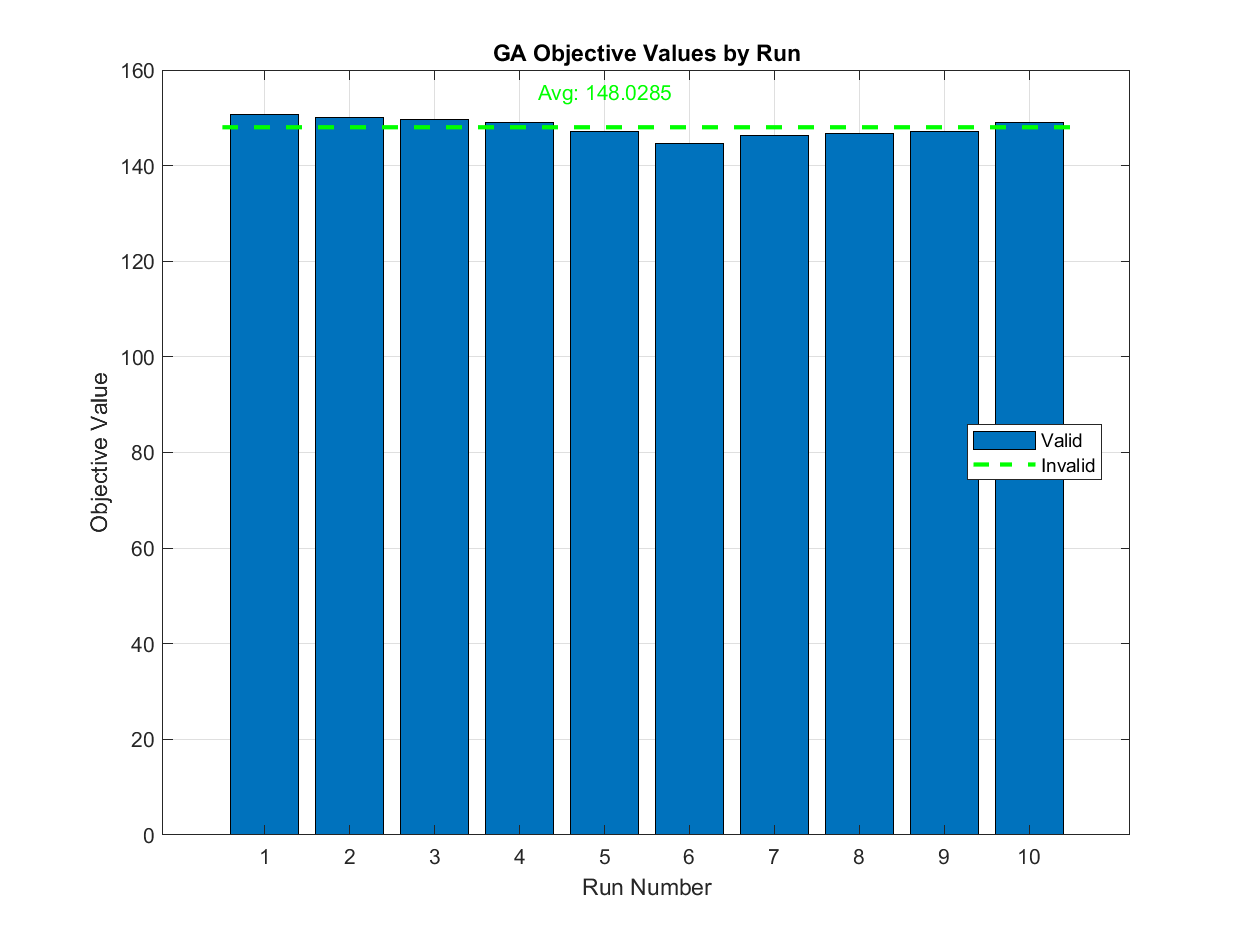 GA Objective Values by Run
Avg: 148.0285
160
140
120
100
80
60
40
20
0
Objective Value
Valid
Invalid
1 2 3 4 5 6 7 8 9 10
Run Number